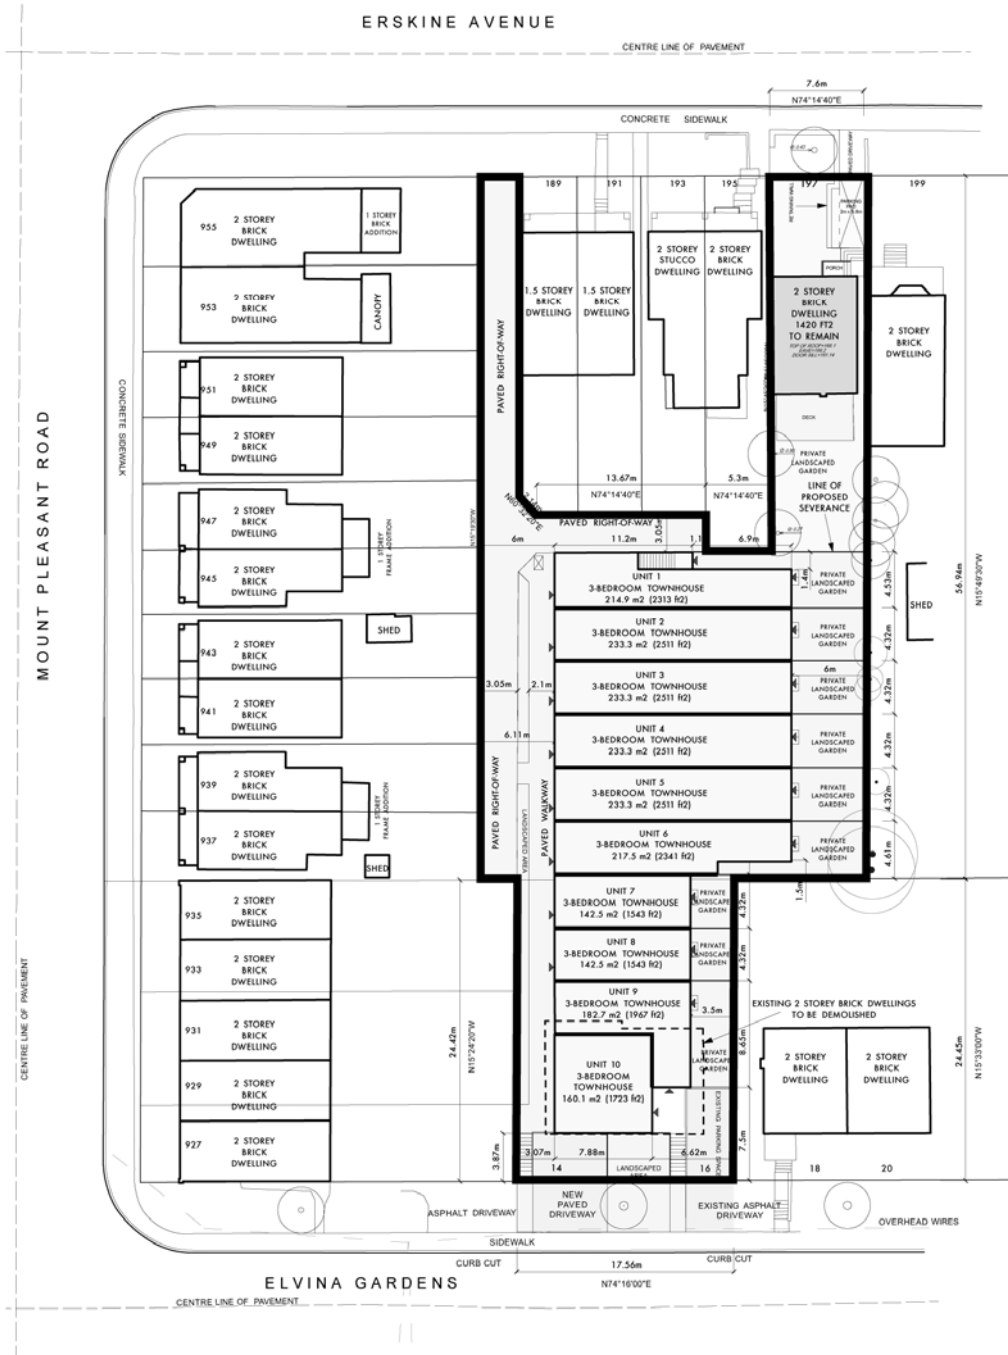 ERSKINE AVENUE
CENTRE LINE OF PAVEMENT
7.6m
N74°14'40"E
CONCRETE SIDEWALK
PAVED DRIVEWAY
189
191
193
195
197
199
RETAINING WALL
955
2 STOREY
BRICK
DWELLING
1 STOREY
BRICK
ADDITION
953
2 STOREY
BRICK
DWELLING
CANOPY
1.5 STOREY
BRICK
DWELLING
1.5 STOREY
BRICK
DWELLING
2 STOREY
STUCCO
DWELLING
2 STOREY
BRICK
DWELLING
PORCH
2 STOREY
BRICK
DWELLING
1420 FT2
TO REMAIN
2 STOREY
BRICK
DWELLING
PAVED RIGHT-OF-WAY
951
2 STOREY
BRICK
DWELLING
949
2 STOREY
BRICK
DWELLING
CONCRETE SIDEWALK
MOUNT PLEASANT ROAD
DECK
PRIVATE
LANDSCAPED
GARDEN
LINE OF
PROPOSED
SEVERANCE
13.67m
N74°14'40"E
5.3m
N74°14'40"E
N60°32'20"E
PAVED RIGHT-OF-WAY
3.05m
6m
11.2m
6.9m
947
2 STOREY
BRICK
DWELLING
945
2 STOREY
BRICK
DWELLING
1 STOREY
FRAME ADDITION
SHED
943
2 STOREY
BRICK
DWELLING
941
2 STOREY
BRICK
DWELLING
939
2 STOREY
BRICK
DWELLING
937
2 STOREY
BRICK
DWELLING
1 STOREY
FRAME ADDITION
SHED
UNIT 1
3-BEDROOM TOWNHOUSE
214.9 m2 (2313 ft2)
1.4m
PRIVATE
LANDSCAPED
GARDEN
4.53m
SHED
56.94m
N15°49'30"W
UNIT 2
3-BEDROOM TOWNHOUSE
233.3 m2 (2511 ft2)
PRIVATE
LANDSCAPED
GARDEN
4.32m
UNIT 3
3-BEDROOM TOWNHOUSE
233.3 m2 (2511 ft2)
6m
PRIVATE
LANDSCAPED
GARDEN
4.32m
3.05m
2.1m
6.11m
UNIT 4
3-BEDROOM TOWNHOUSE
233.3 m2 (2511 ft2)
PRIVATE
LANDSCAPED
GARDEN
4.32m
UNIT 5
3-BEDROOM TOWNHOUSE
233.3 m2 (2511 ft2)
PRIVATE
LANDSCAPED
GARDEN
4.32m
UNIT 6
3-BEDROOM TOWNHOUSE
217.5 m2 (2341 ft2)
PRIVATE
LANDSCAPED
GARDEN
4.61m
PAVED RIGHT-OF-WAY
LANDSCAPED AREA
PAVED WALKWAY
1.5m
UNIT 7
3-BEDROOM TOWNHOUSE
142.5 m2 (1543 ft2)
PRIVATE
LANDSCAPE
GARDEN
4.32m
UNIT 8
3-BEDROOM TOWNHOUSE
142.5 m2 (1543 ft2)
PRIVATE
LANDSCAPE
GARDEN
4.32m
UNIT 9
3-BEDROOM TOWNHOUSE
182.7 m2 (1967 ft2)
3.5m
PRIVATE
LANDSCAPE
GARDEN
8.65m
EXISTING 2 STOREY BRICK DWELLINGS
TO BE DEMOLISHED
UNIT 10
3-BEDROOM
TOWNHOUSE
160.1 m2 (1723 ft2)
EXISTING PARKING SPACE
7.5m
935
2 STOREY
BRICK
DWELLING
933
2 STOREY
BRICK
DWELLING
931
2 STOREY
BRICK
DWELLING
929
2 STOREY
BRICK
DWELLING
927
2 STOREY
BRICK
DWELLING
24.42m
N15°24'20"W
2 STOREY
BRICK
DWELLING
2 STOREY
BRICK
DWELLING
24.45m
N15°33'00"W
CENTRE LINE OF PAVEMENT
3.87m
3.07m
7.88m
6.62m
14
LANDSCAPED
AREA
16
18
20
ASPHALT DRIVEWAY
NEW
PAVED
DRIVEWAY
EXISTING ASPHALT
DRIVEWAY
OVERHEAD WIRES
SIDEWALK
CURB CUT
17.56m
CURB CUT
N74°16'00"E
ELVINA GARDENS
CENTRE LINE OF PAVEMENT